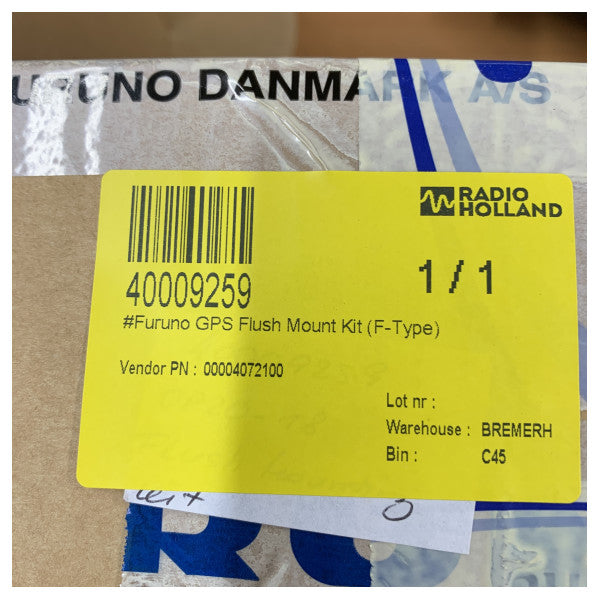 FURUNO DANMARK A/S
RADIO
HOLLAND
40009259
1 / 1
#Furuno GPS Flush Mount Kit (F-Type)
Vendor PN : 00004072100
Lot nr :
Warehouse : BREMERH
Bin : C45